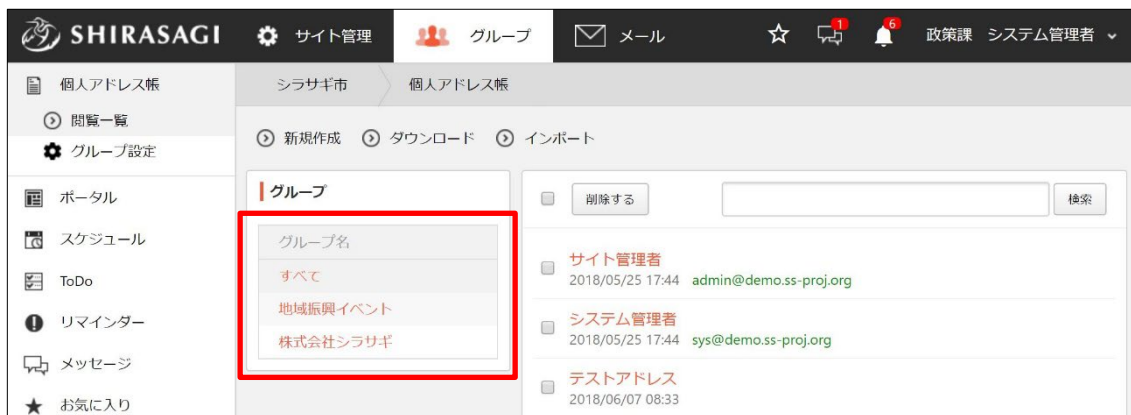 SHIRASAGI サイト管理 グループ メール 1 6 政策課 システム管理者
個人アドレス帳
閲覧一覧
グループ設定
ポータル
スケジュール
ToDo
リマインダー
メッセージ
お気に入り
シラサギ市 個人アドレス帳
新規作成 ダウンロード インポート
グループ
グループ名
すべて
地域振興イベント
株式会社シラサギ
削除する 検索
サイト管理者
2018/05/25 17:44 admin@demo.ss-proj.org
システム管理者
2018/05/25 17:44 sys@demo.ss-proj.org
テストアドレス
2018/06/07 08:33